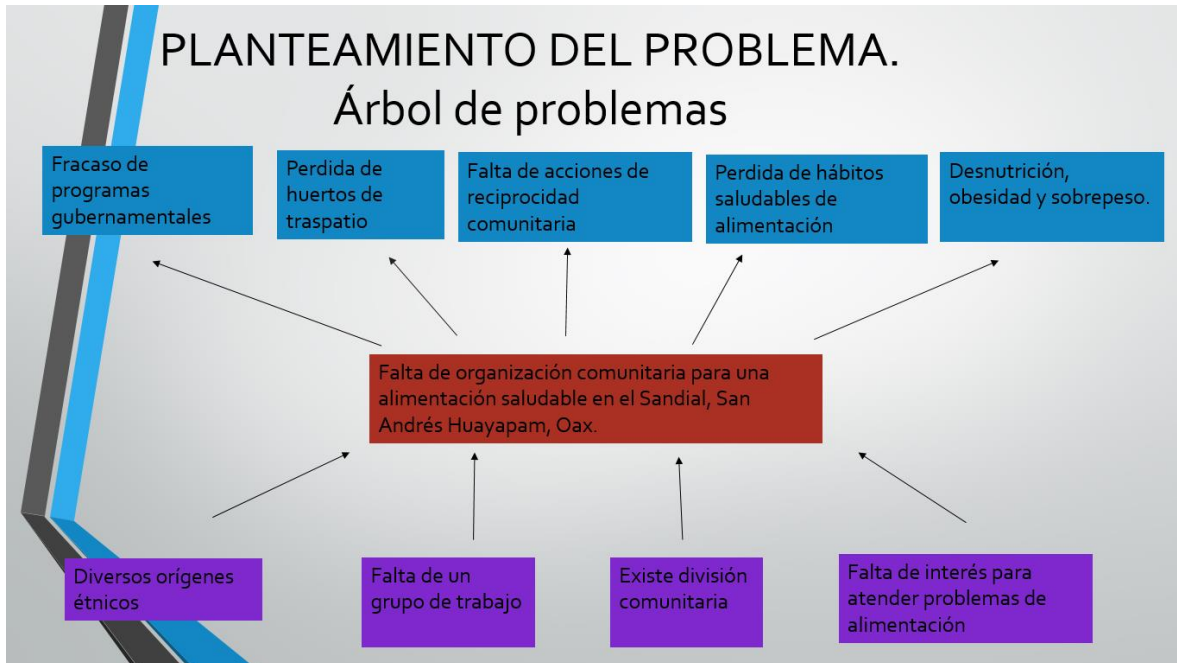 PLANTEAMIENTO DEL PROBLEMA.
Árbol de problemas
Fracaso de
programas
gubernamentales
Perdida de
huertos de
traspatio
Falta de acciones de
reciprocidad
comunitaria
Perdida de hábitos
saludables de
alimentación
Desnutrición,
obesidad y sobrepeso.
Falta de organización comunitaria para una
alimentación saludable en el Sandial, San
Andrés Huayapam, Oax.
Diversos orígenes
étnicos
Falta de un
grupo de trabajo
Existe división
comunitaria
Falta de interés para
atender problemas de
alimentación